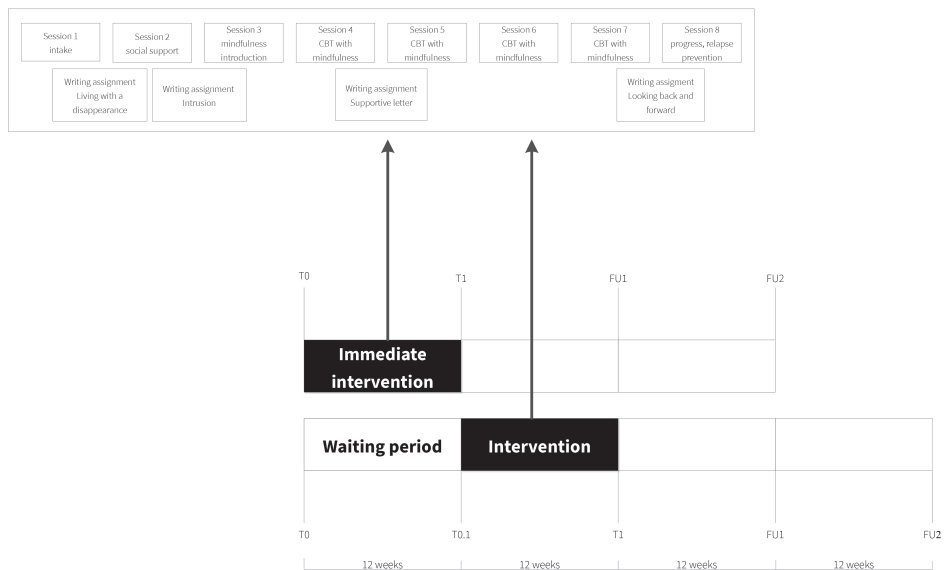 Session 1
intake
Session 2
social support
Session 3
mindfulness
introduction
Session 4
CBT with
mindfulness
Session 5
CBT with
mindfulness
Session 6
CBT with
mindfulness
Session 7
CBT with
mindfulness
Session 8
progress, relapse
prevention
Writing assignment
Living with a
disappearance
Writing assignment
Intrusion
Writing assignment
Supportive letter
Writing assigment
Looking back and
forward
T0 T1 FU1 FU2
Immediate
intervention
Waiting period Intervention
T0 T0.1 T1 FU1 FU2
12 weeks 12 weeks 12 weeks 12 weeks